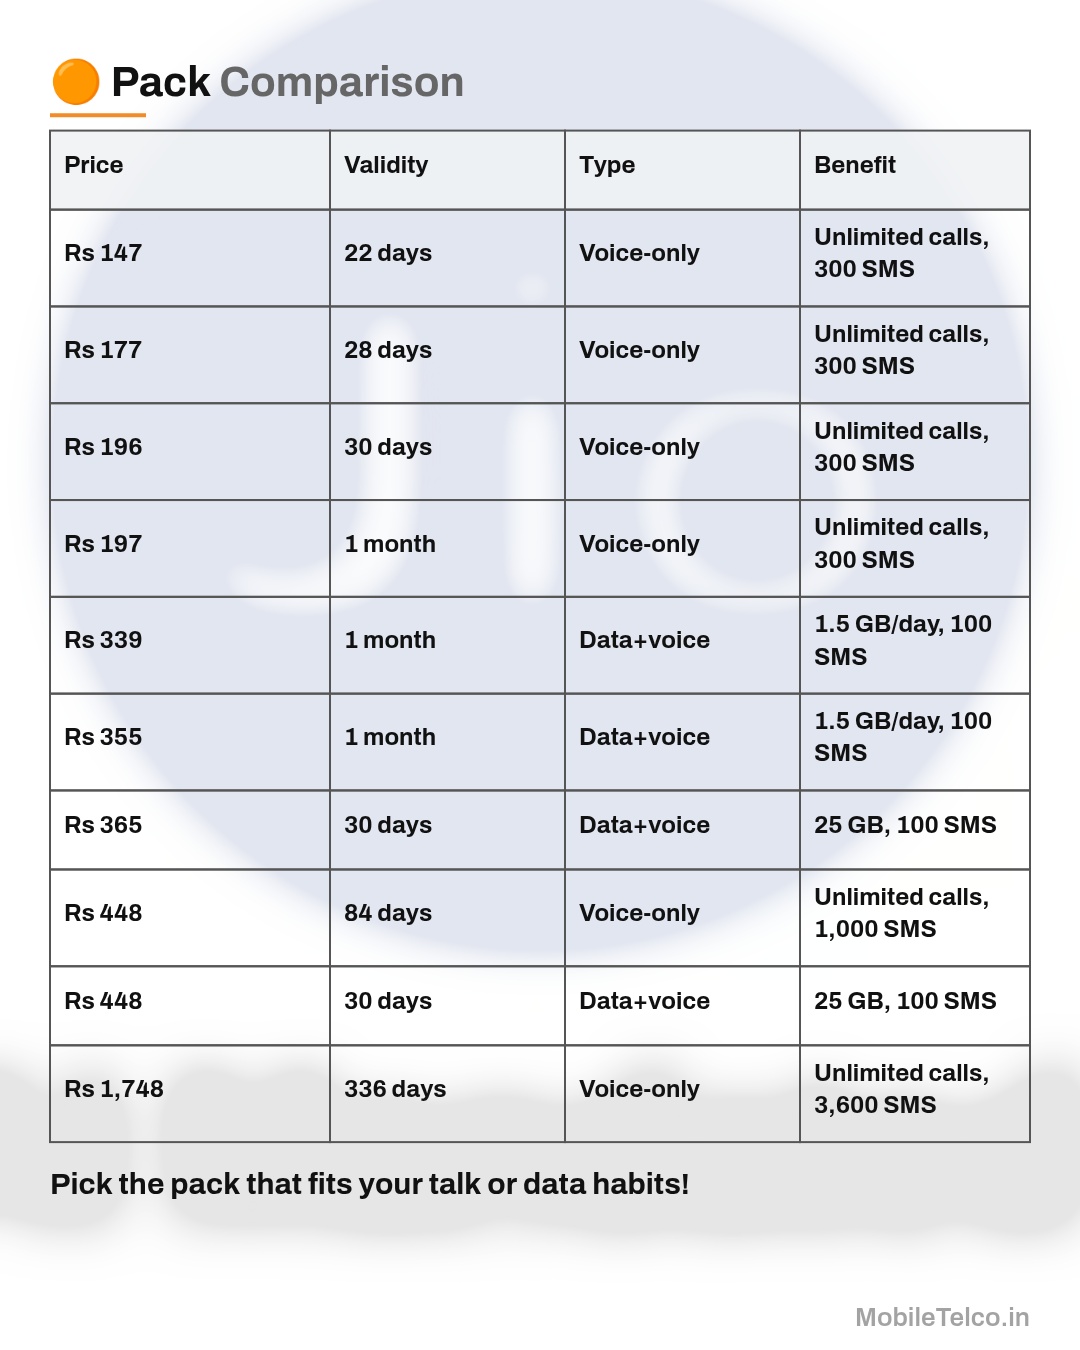 🟠 Pack Comparison
Price Validity Type Benefit
Rs 147 22 days Voice-only Unlimited calls,
300 SMS
Rs 177 28 days Voice-only Unlimited calls,
300 SMS
Rs 196 30 days Voice-only Unlimited calls,
300 SMS
Rs 197 1 month Voice-only Unlimited calls,
300 SMS
Rs 339 1 month Data+voice 1.5 GB/day, 100
SMS
Rs 355 1 month Data+voice 1.5 GB/day, 100
SMS
Rs 365 30 days Data+voice 25 GB, 100 SMS
Rs 448 84 days Voice-only Unlimited calls,
1,000 SMS
Rs 448 30 days Data+voice 25 GB, 100 SMS
Rs 1,748 336 days Voice-only Unlimited calls,
3,600 SMS
Pick the pack that fits your talk or data habits!
MobileTelco.in
Jio